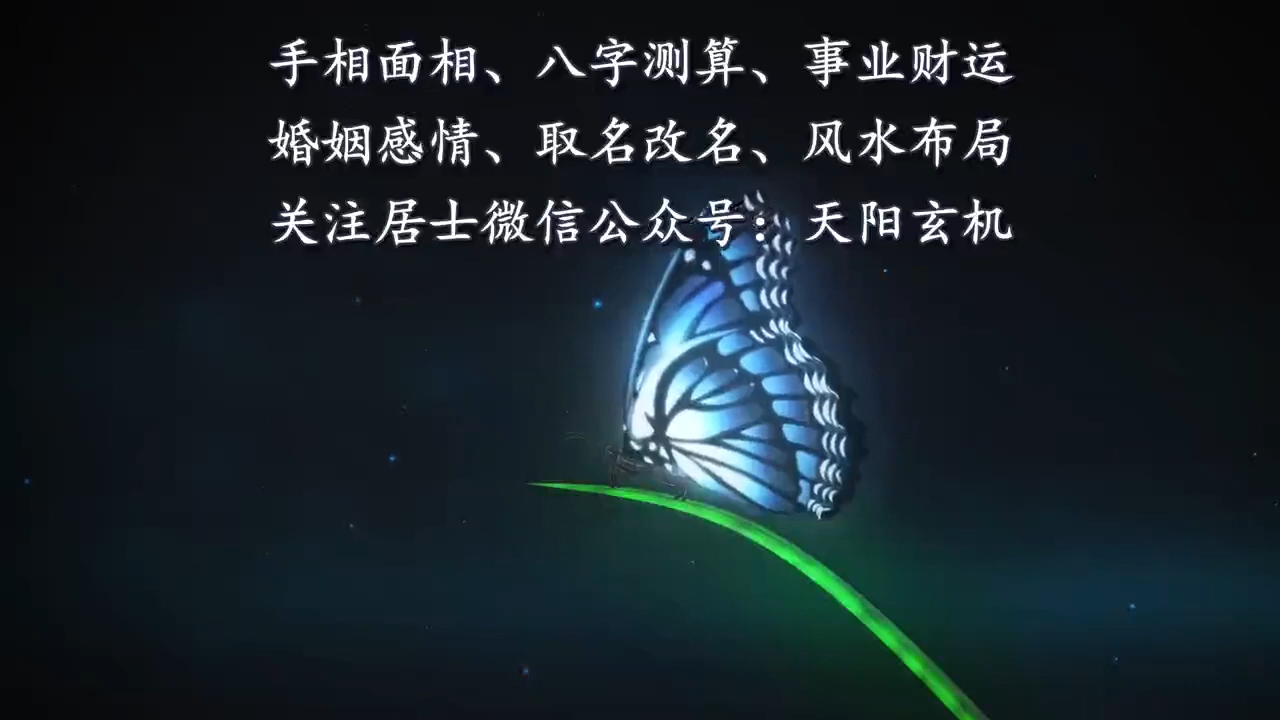 手相面相、八字测算、事业财运
婚姻感情、取名改名、风水布局
关注居士微信公众号：天阳玄机